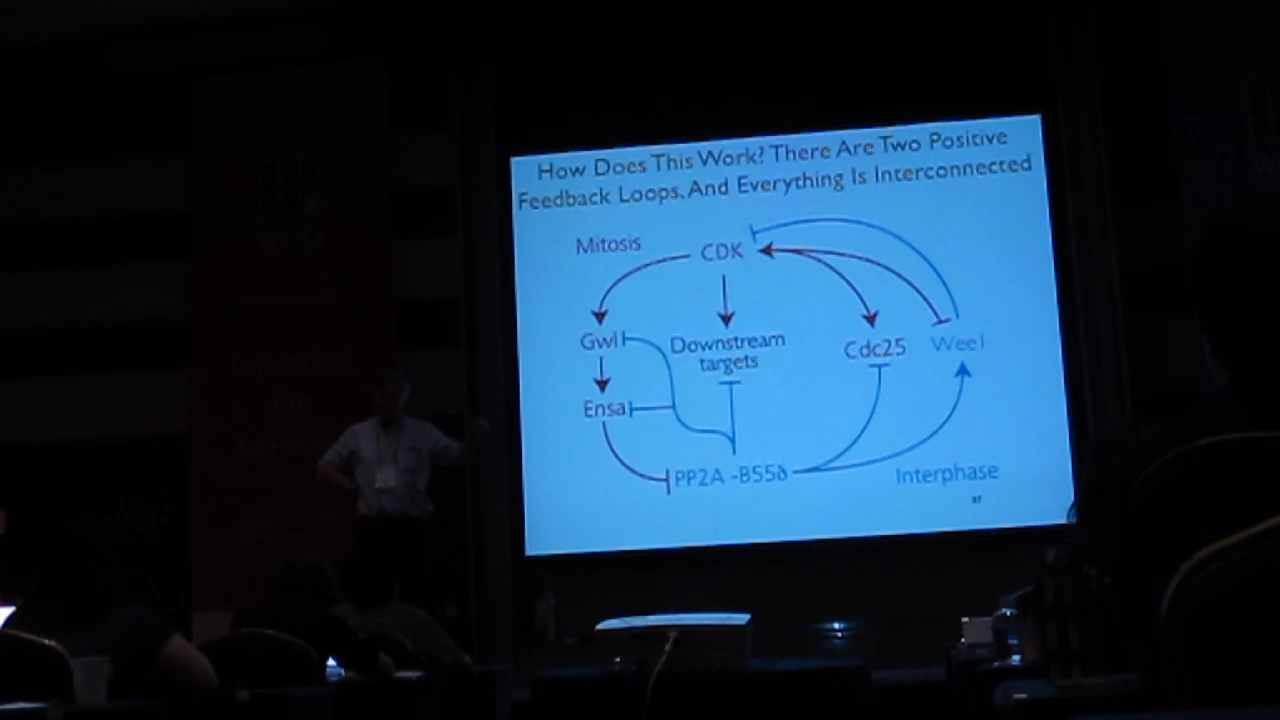 How Does This Work? There Are Two Positive
Feedback Loops, And Everything Is Interconnected
Mitosis
CDK
Gwl
Downstream
targets
Cdc25
Wee1
Ensa
PP2A -B55δ
Interphase